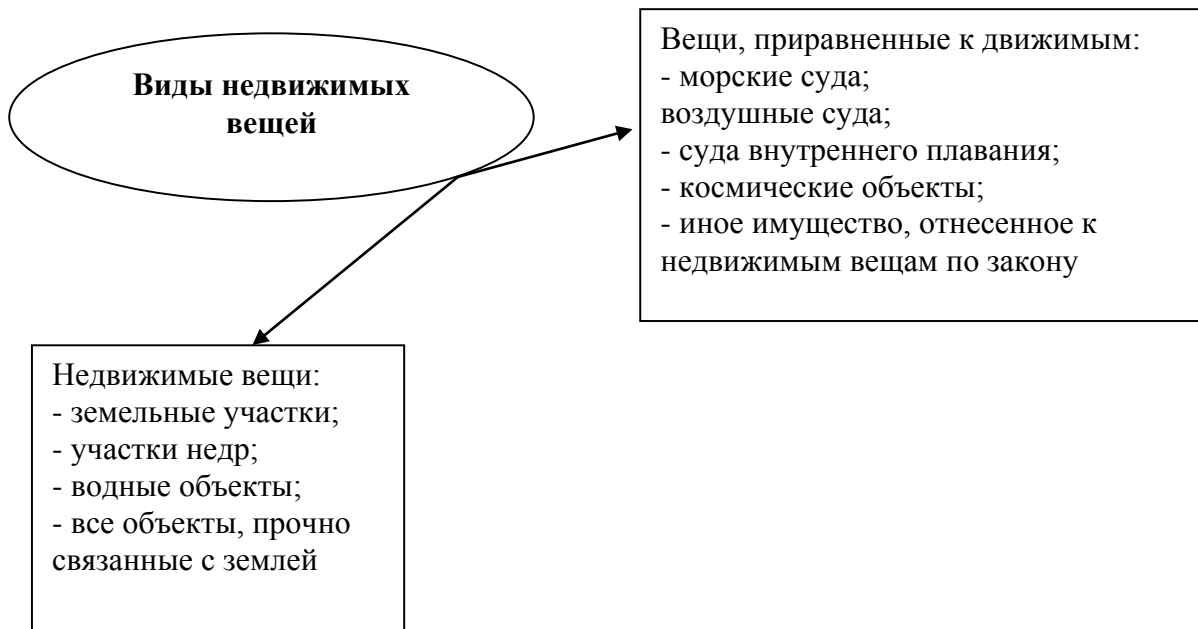 Виды недвижимых
вещей
Вещи, приравненные к движимым:
- морские суда;
воздушные суда;
- суда внутреннего плавания;
- космические объекты;
- иное имущество, отнесенное к
недвижимым вещам по закону
Недвижимые вещи:
- земельные участки;
- участки недр;
- водные объекты;
- все объекты, прочно
связанные с землей